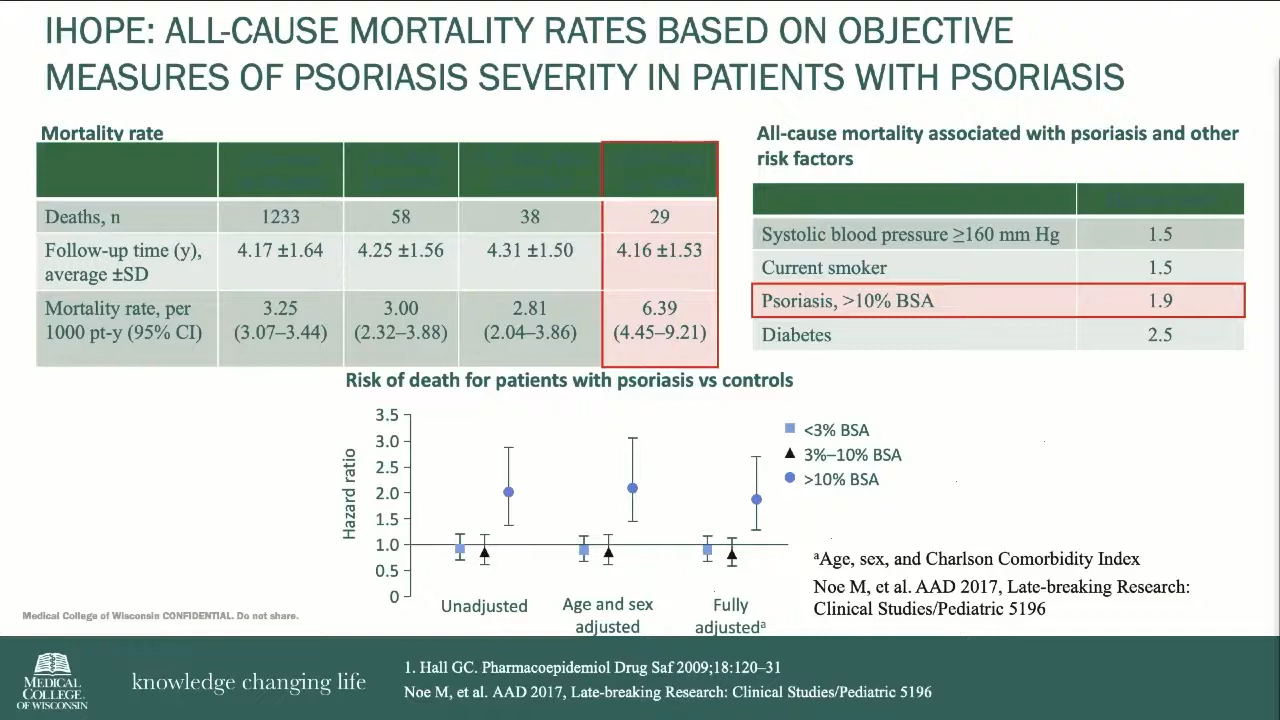 IHOPE: ALL-CAUSE MORTALITY RATES BASED ON OBJECTIVE
MEASURES OF PSORIASIS SEVERITY IN PATIENTS WITH PSORIASIS
Mortality rate
Deaths, n 1233 58 38 29
Follow-up time (y), 4.17 ±1.64 4.25 ±1.56 4.31 ±1.50 4.16 ±1.53
average ±SD
Mortality rate, per 3.25 3.00 2.81 6.39
1000 pt-y (95% CI) (3.07–3.44) (2.32–3.88) (2.04–3.86) (4.45–9.21)
All-cause mortality associated with psoriasis and other
risk factors
Systolic blood pressure ≥160 mm Hg 1.5
Current smoker 1.5
Psoriasis, >10% BSA 1.9
Diabetes 2.5
Risk of death for patients with psoriasis vs controls
Hazard ratio
3.5
3.0
2.5
2.0
1.5
1.0
0.5
0
<3% BSA
3%–10% BSA
>10% BSA
Unadjusted
Age and sex
adjusted
Fully
adjustedᵃ
ᵃAge, sex, and Charlson Comorbidity Index
Noe M, et al. AAD 2017, Late-breaking Research:
Clinical Studies/Pediatric 5196
Medical College of Wisconsin CONFIDENTIAL. Do not share.
MEDICAL
COLLEGE
OF WISCONSIN
knowledge changing life
1. Hall GC. Pharmacoepidemiol Drug Saf 2009;18:120–31
Noe M, et al. AAD 2017, Late-breaking Research: Clinical Studies/Pediatric 5196